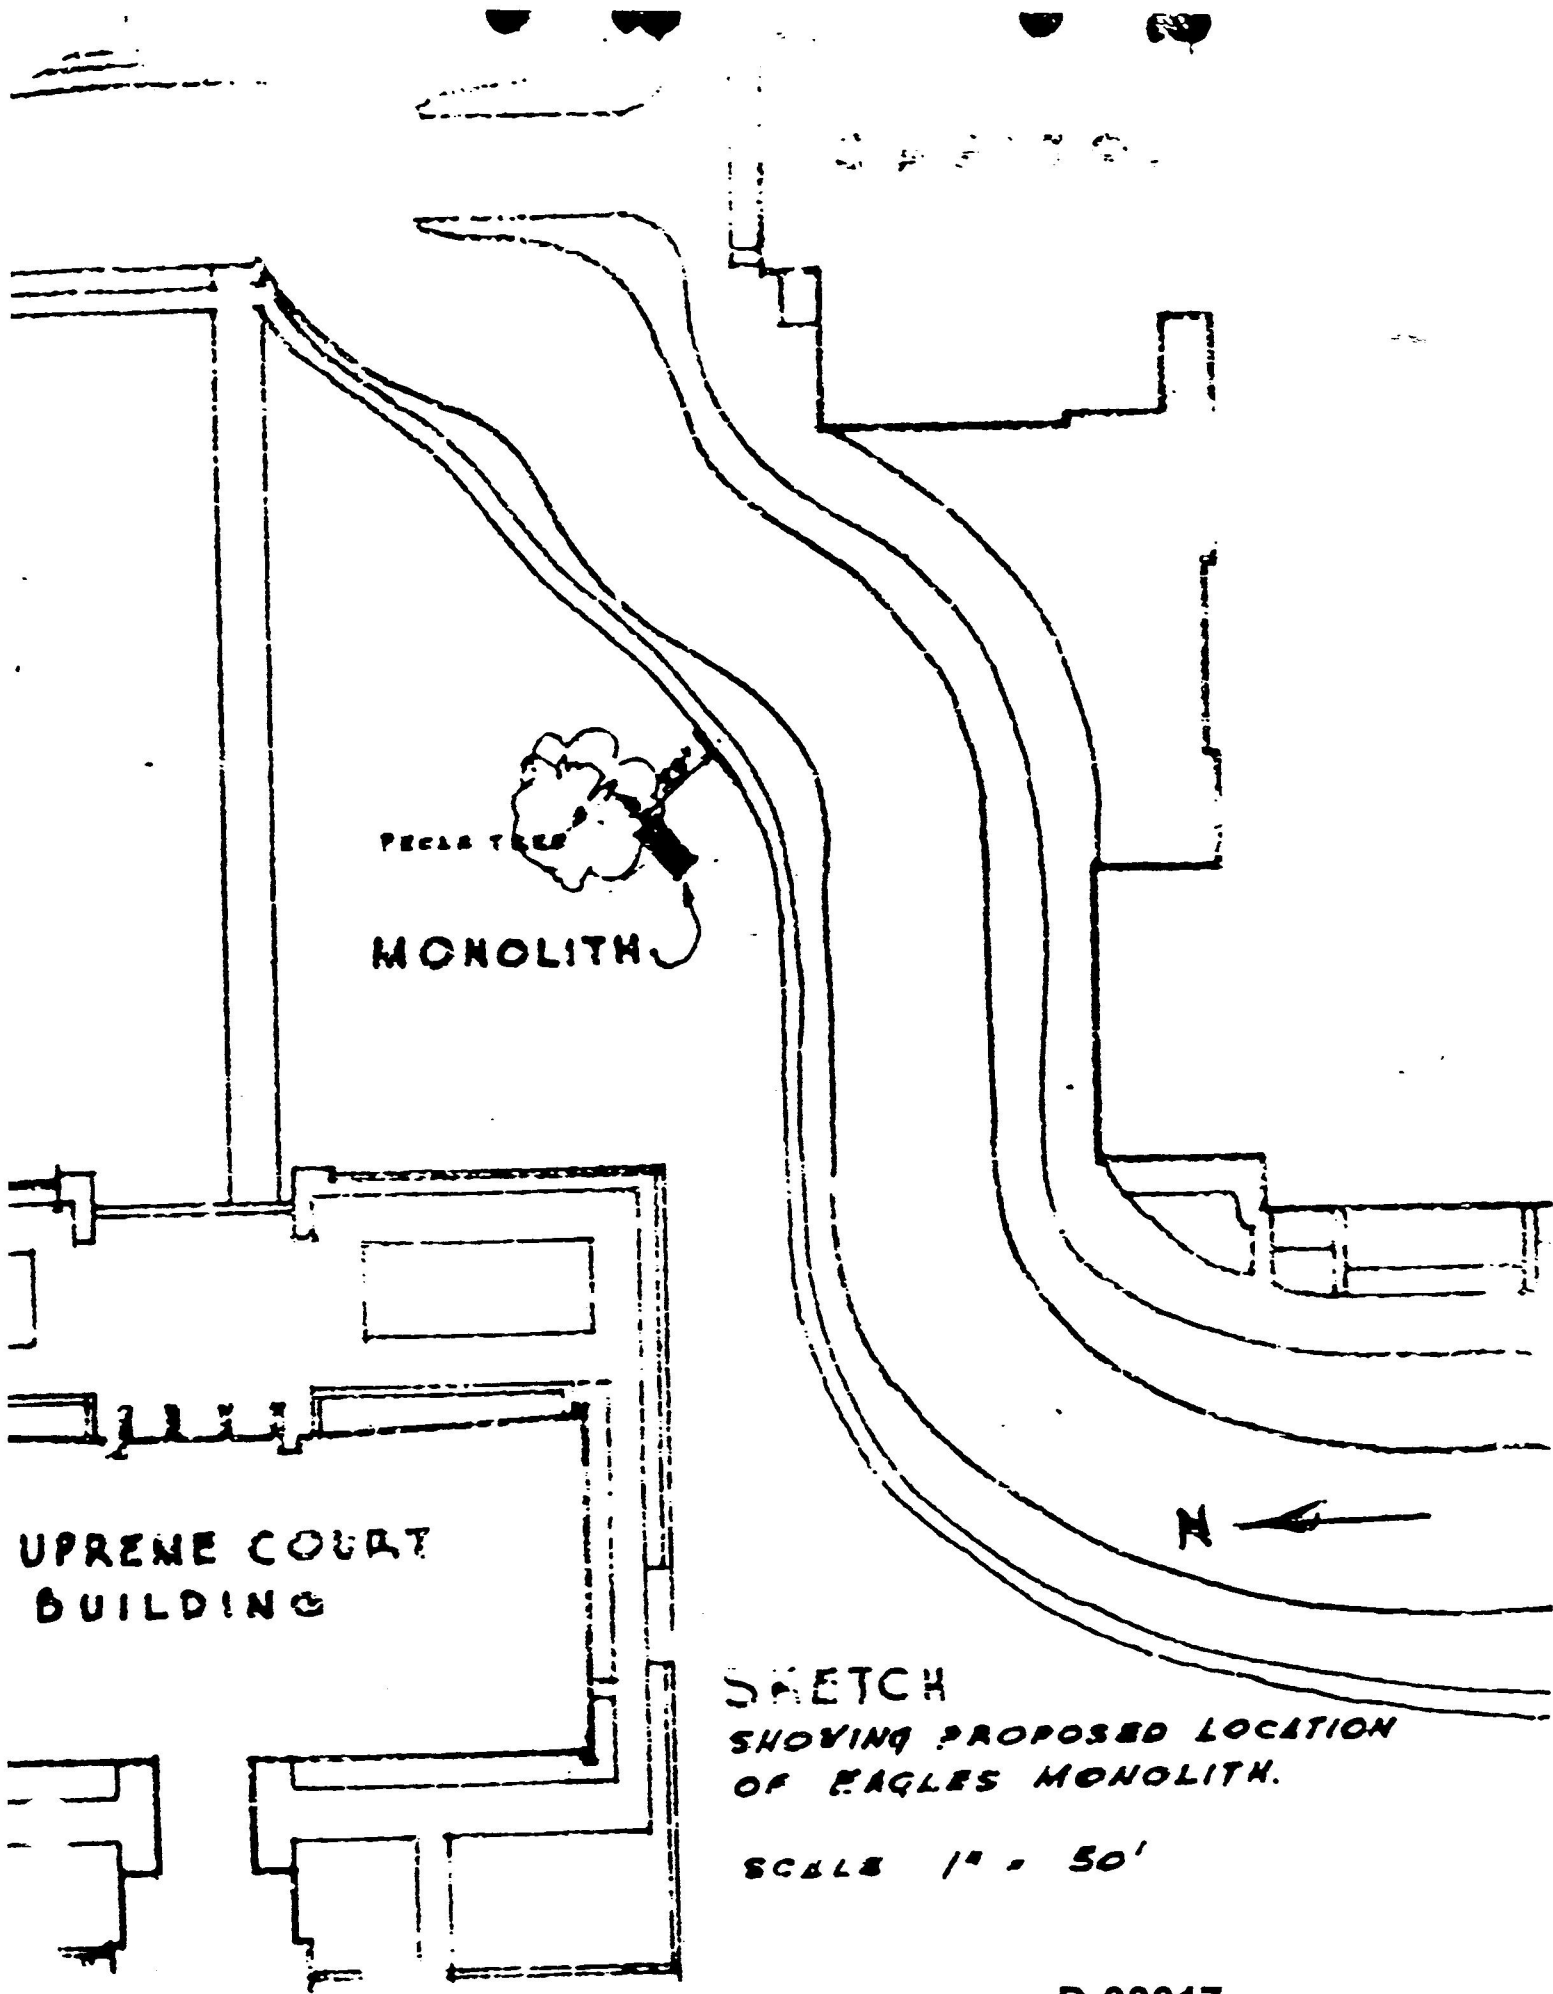 PECAN TREE
MONOLITH
UPREME COURT
BUILDING
N
SKETCH
SHOWING PROPOSED LOCATION
OF EAGLES MONOLITH.
SCALE 1" = 50'